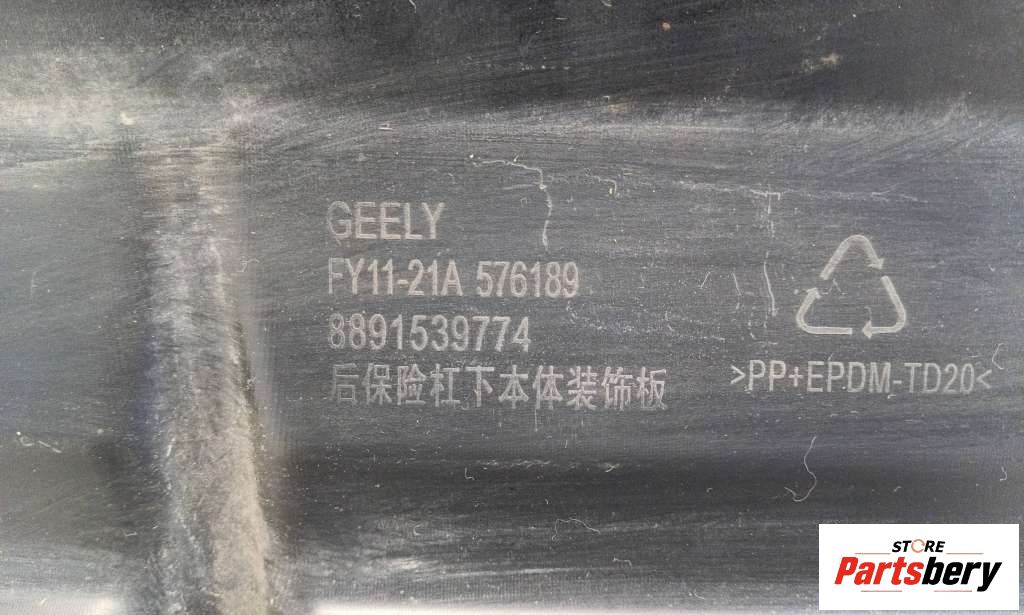 GEELY
FY11-21A 576189
8891539774
后保险杠下本体装饰板
>PP+EPDM-TD20<
STORE
Partsbery